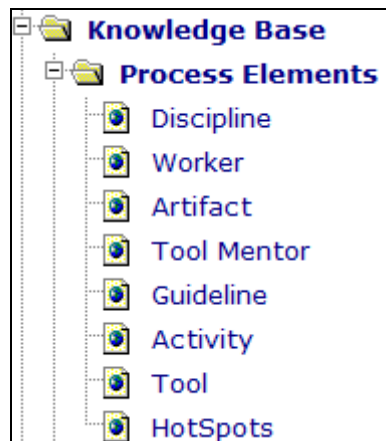 Knowledge Base
Process Elements
Discipline
Worker
Artifact
Tool Mentor
Guideline
Activity
Tool
HotSpots